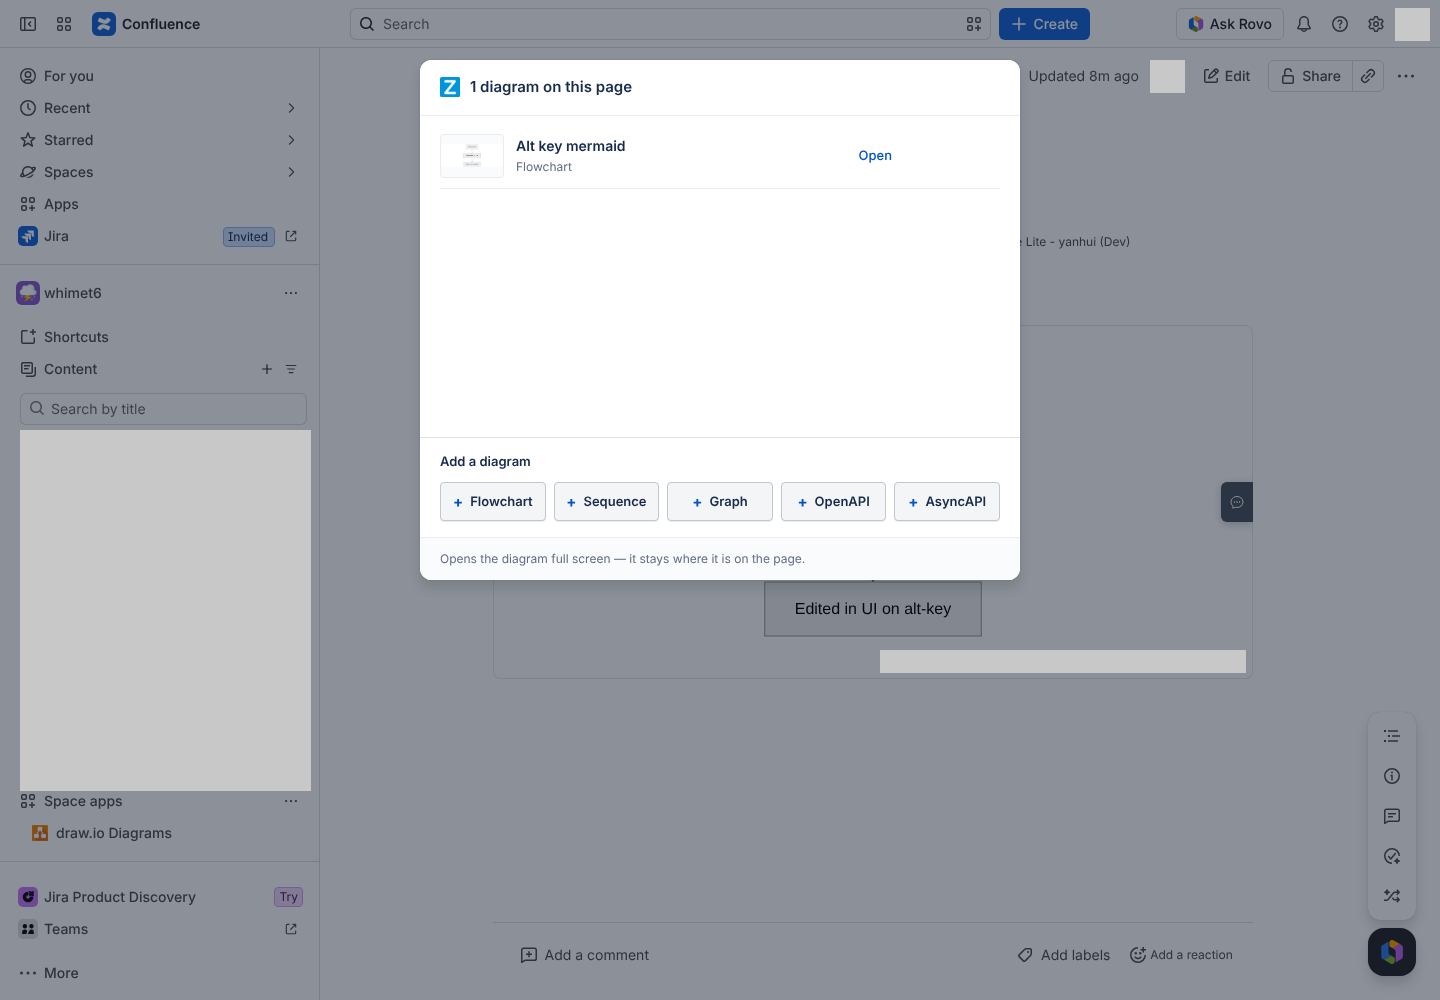 Confluence
Search
Create
Ask Rovo
For you
Recent
Starred
Spaces
Apps
Jira
Invited
whimet6
Shortcuts
Content
Search by title
Space apps
draw.io Diagrams
Jira Product Discovery
Try
Teams
More
Updated 8m ago
Edit
Share
1 diagram on this page
Alt key mermaid
Flowchart
Open
Lite - yanhui (Dev)
Add a diagram
+ Flowchart
+ Sequence
+ Graph
+ OpenAPI
+ AsyncAPI
Opens the diagram full screen — it stays where it is on the page.
Edited in UI on alt-key
Add a comment
Add labels
Add a reaction